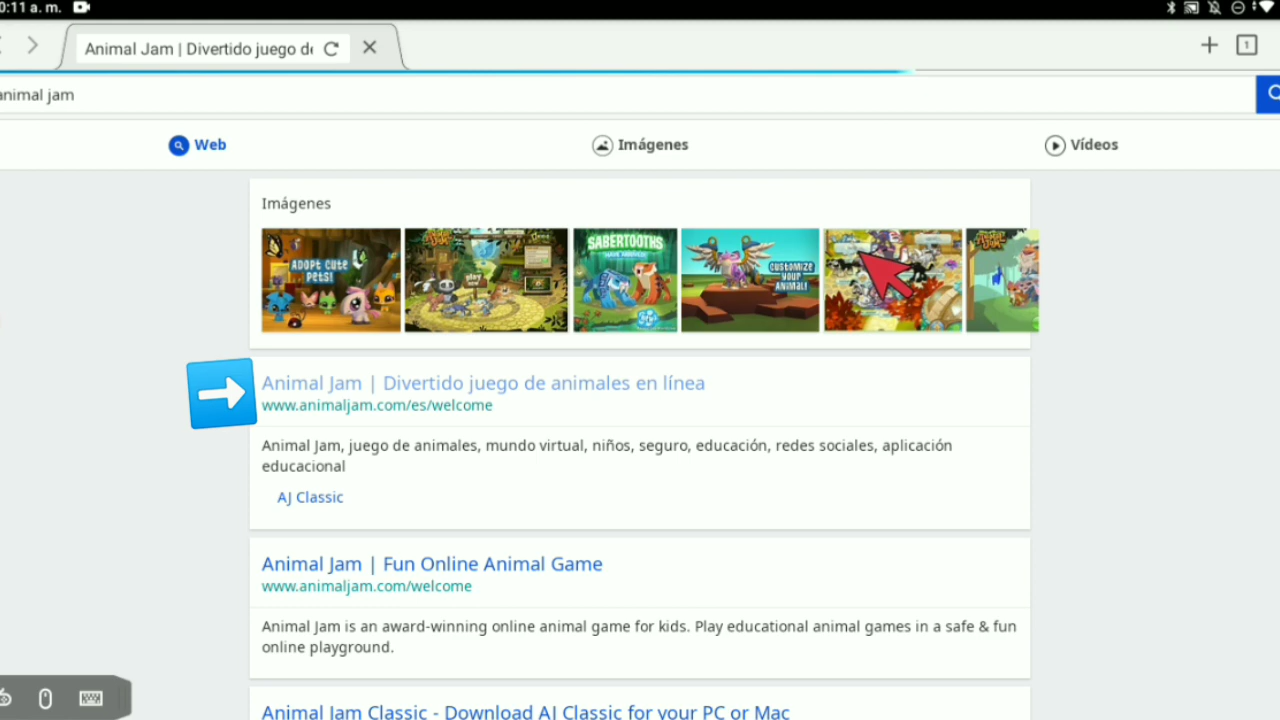 0:11 a. m.
Animal Jam | Divertido juego de
1
animal jam
Web
Imágenes
Vídeos
Imágenes
ADOPT CUTE
PETS!
SABERTOOTHS
CUSTOMIZE
YOUR
ANIMAL!
Animal Jam | Divertido juego de animales en línea
www.animaljam.com/es/welcome
Animal Jam, juego de animales, mundo virtual, niños, seguro, educación, redes sociales, aplicación
educacional
AJ Classic
Animal Jam | Fun Online Animal Game
www.animaljam.com/welcome
Animal Jam is an award-winning online animal game for kids. Play educational animal games in a safe & fun
online playground.
Animal Jam Classic - Download AJ Classic for your PC or Mac